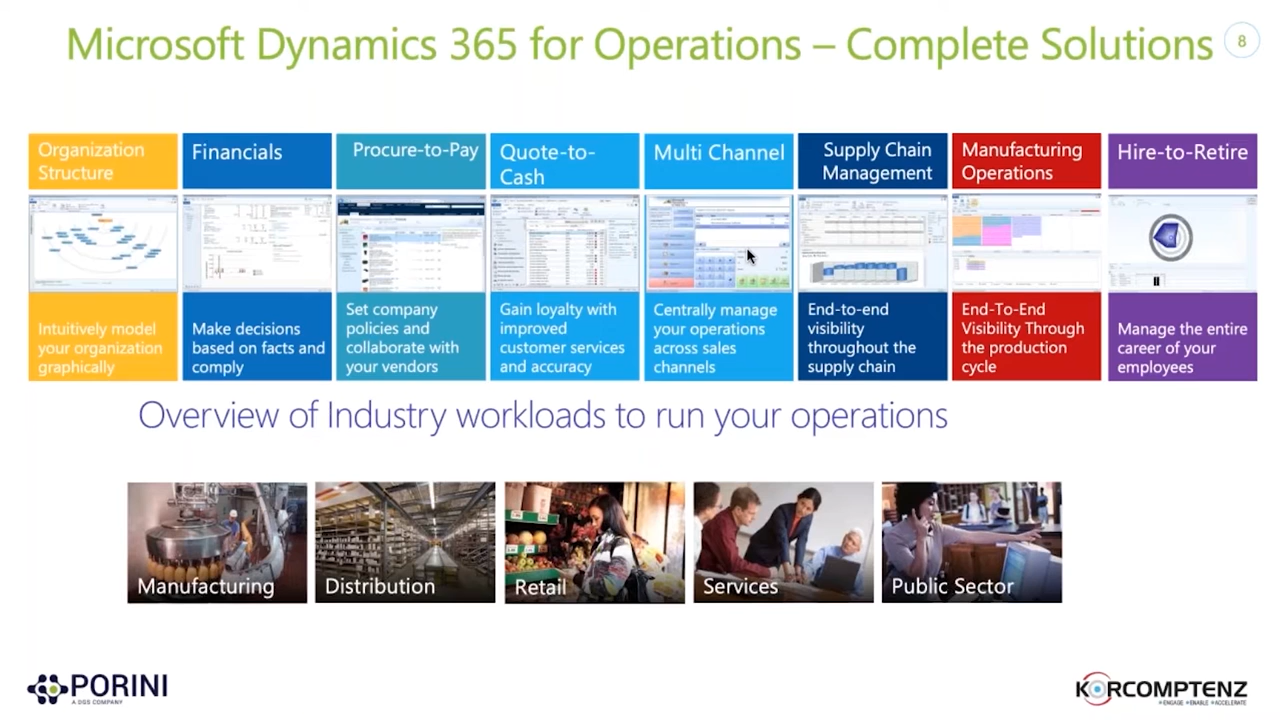 Microsoft Dynamics 365 for Operations – Complete Solutions
8
Organization
Structure
Financials
Procure-to-Pay
Quote-to-
Cash
Multi Channel
Supply Chain
Management
Manufacturing
Operations
Hire-to-Retire
Intuitively model
your organization
graphically
Make decisions
based on facts and
comply
Set company
policies and
collaborate with
your vendors
Gain loyalty with
improved
customer services
and accuracy
Centrally manage
your operations
across sales
channels
End-to-end
visibility
throughout the
supply chain
End-To-End
Visibility Through
the production
cycle
Manage the entire
career of your
employees
Overview of Industry workloads to run your operations
Manufacturing
Distribution
Retail
Services
Public Sector
PORINI
A DGS COMPANY
KORCOMPTENZ
ENGAGE ENABLE ACCELERATE